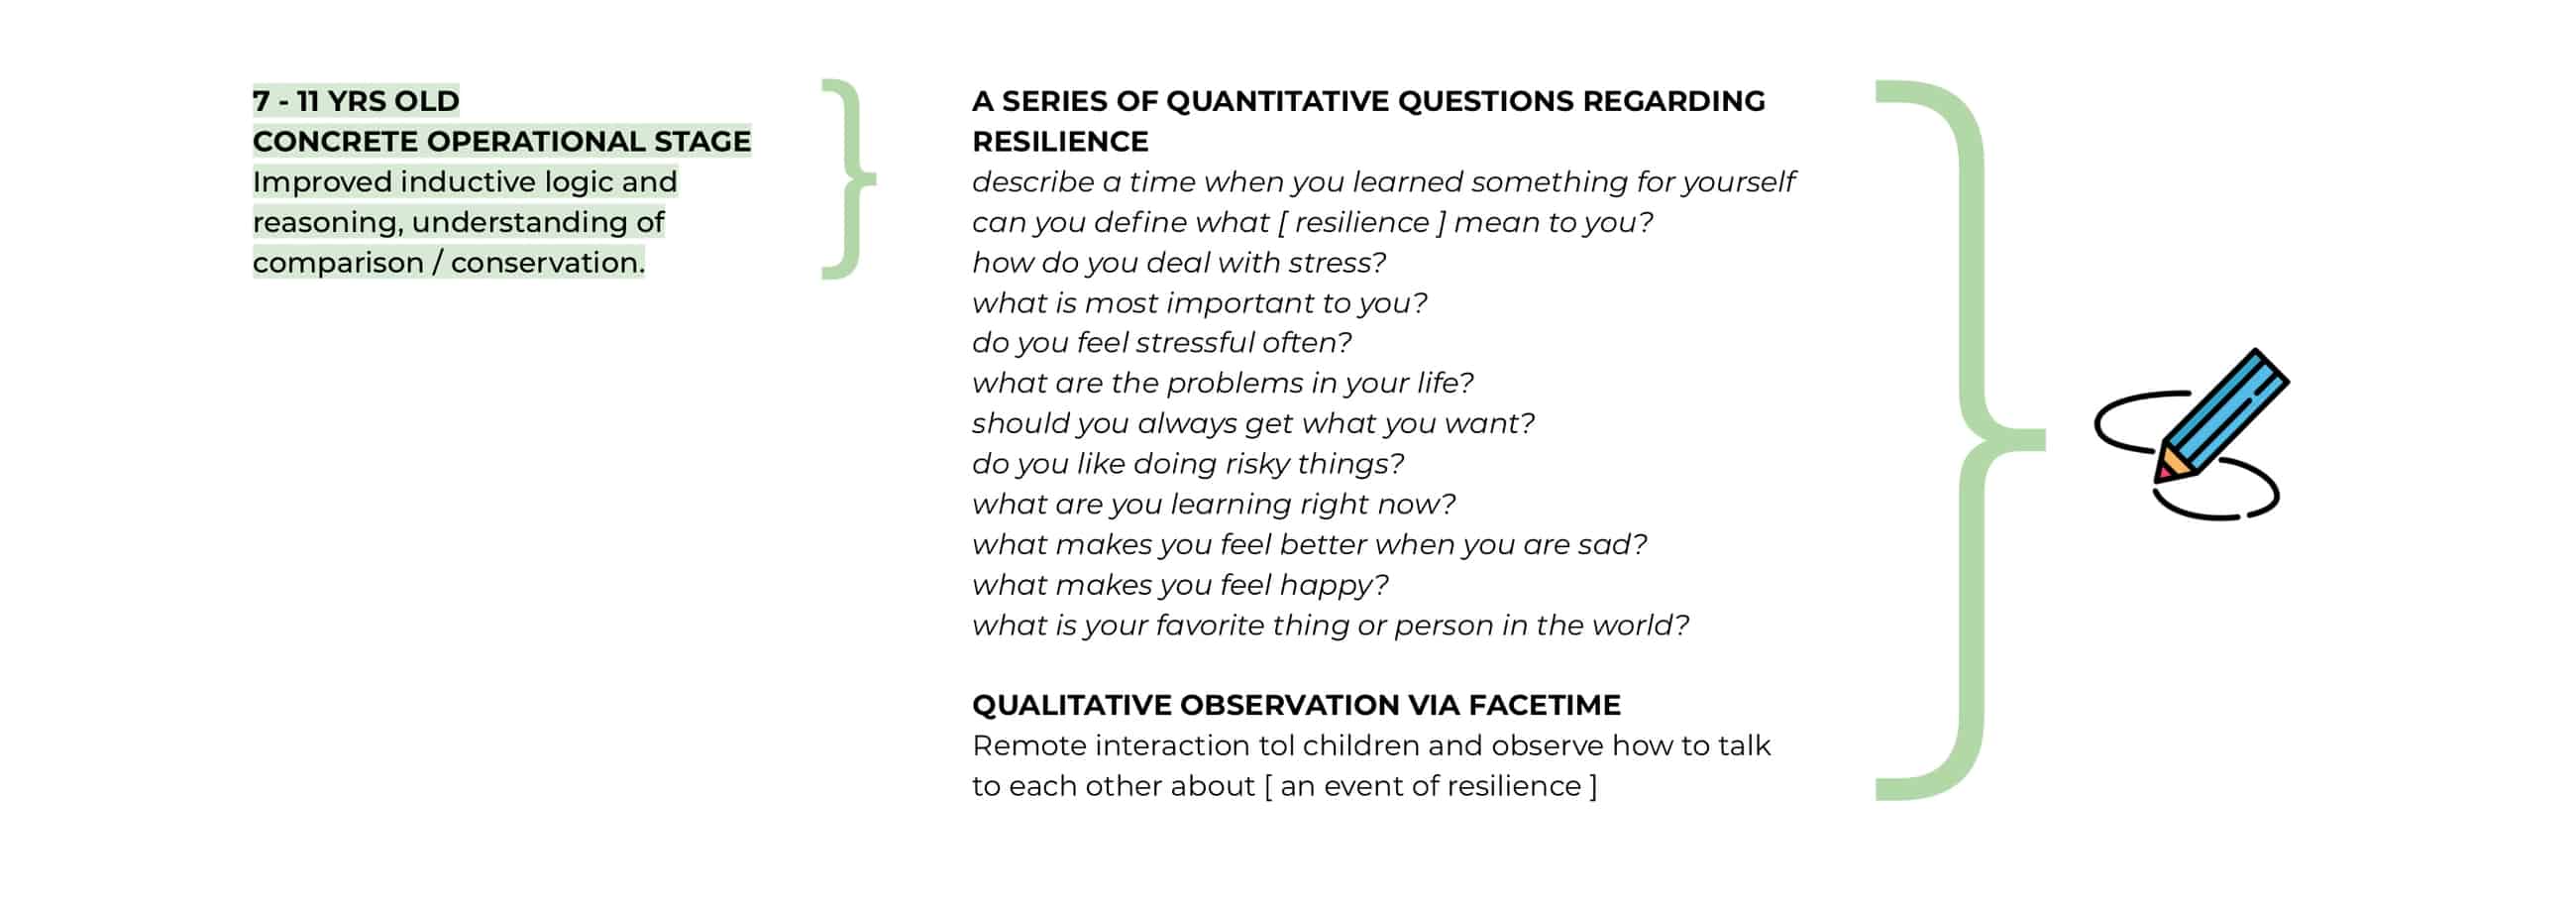 7 - 11 YRS OLD
CONCRETE OPERATIONAL STAGE
Improved inductive logic and
reasoning, understanding of
comparison / conservation.
A SERIES OF QUANTITATIVE QUESTIONS REGARDING
RESILIENCE
describe a time when you learned something for yourself
can you define what [ resilience ] mean to you?
how do you deal with stress?
what is most important to you?
do you feel stressful often?
what are the problems in your life?
should you always get what you want?
do you like doing risky things?
what are you learning right now?
what makes you feel better when you are sad?
what makes you feel happy?
what is your favorite thing or person in the world?
QUALITATIVE OBSERVATION VIA FACETIME
Remote interaction tol children and observe how to talk
to each other about [ an event of resilience ]